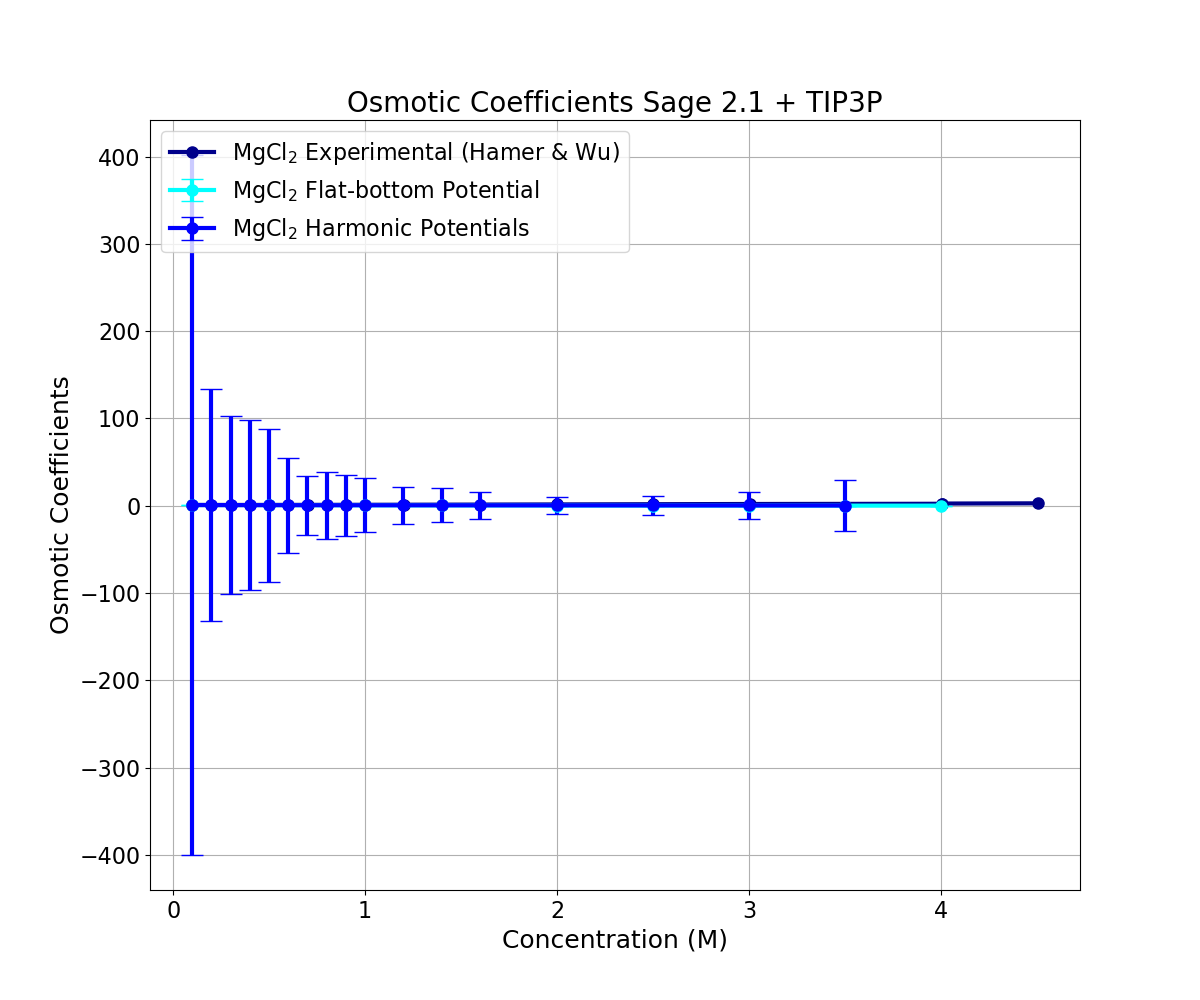 Osmotic Coefficients Sage 2.1 + TIP3P
MgCl₂ Experimental (Hamer & Wu)
MgCl₂ Flat-bottom Potential
MgCl₂ Harmonic Potentials
Osmotic Coefficients
400
300
200
100
0
−100
−200
−300
−400
0 1 2 3 4
Concentration (M)